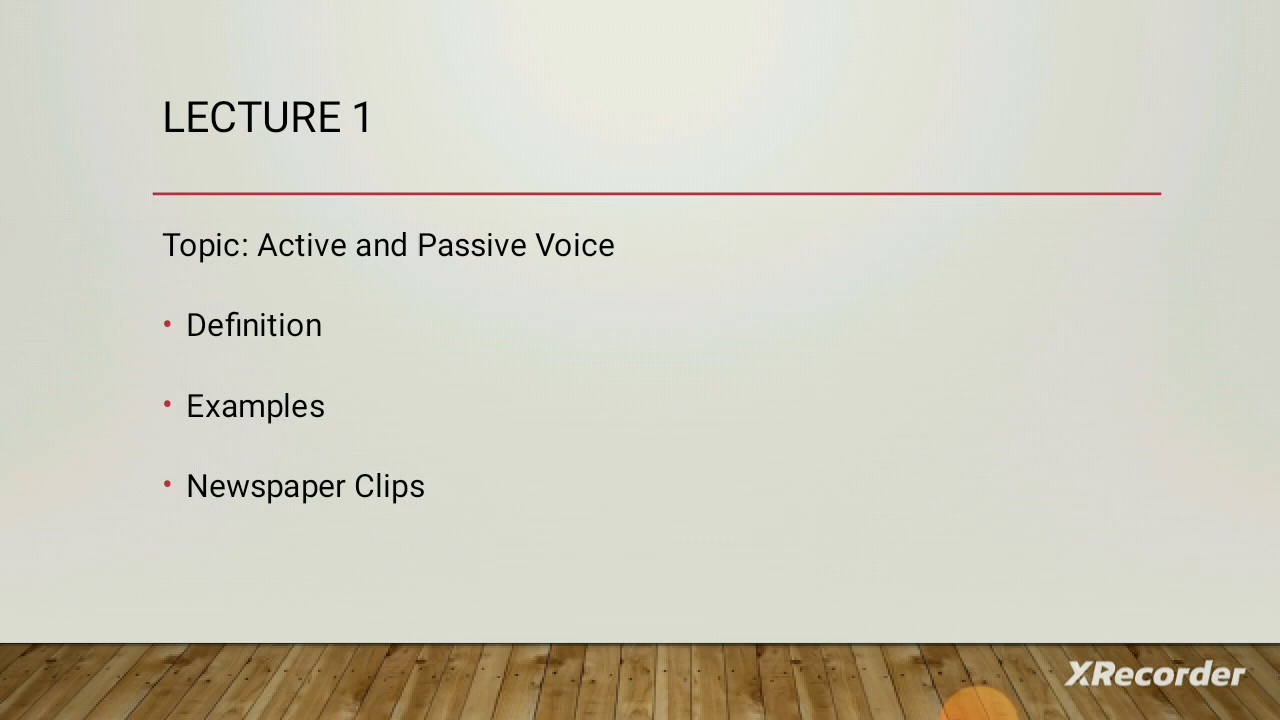 LECTURE 1
Topic: Active and Passive Voice
• Definition
• Examples
• Newspaper Clips
XRecorder